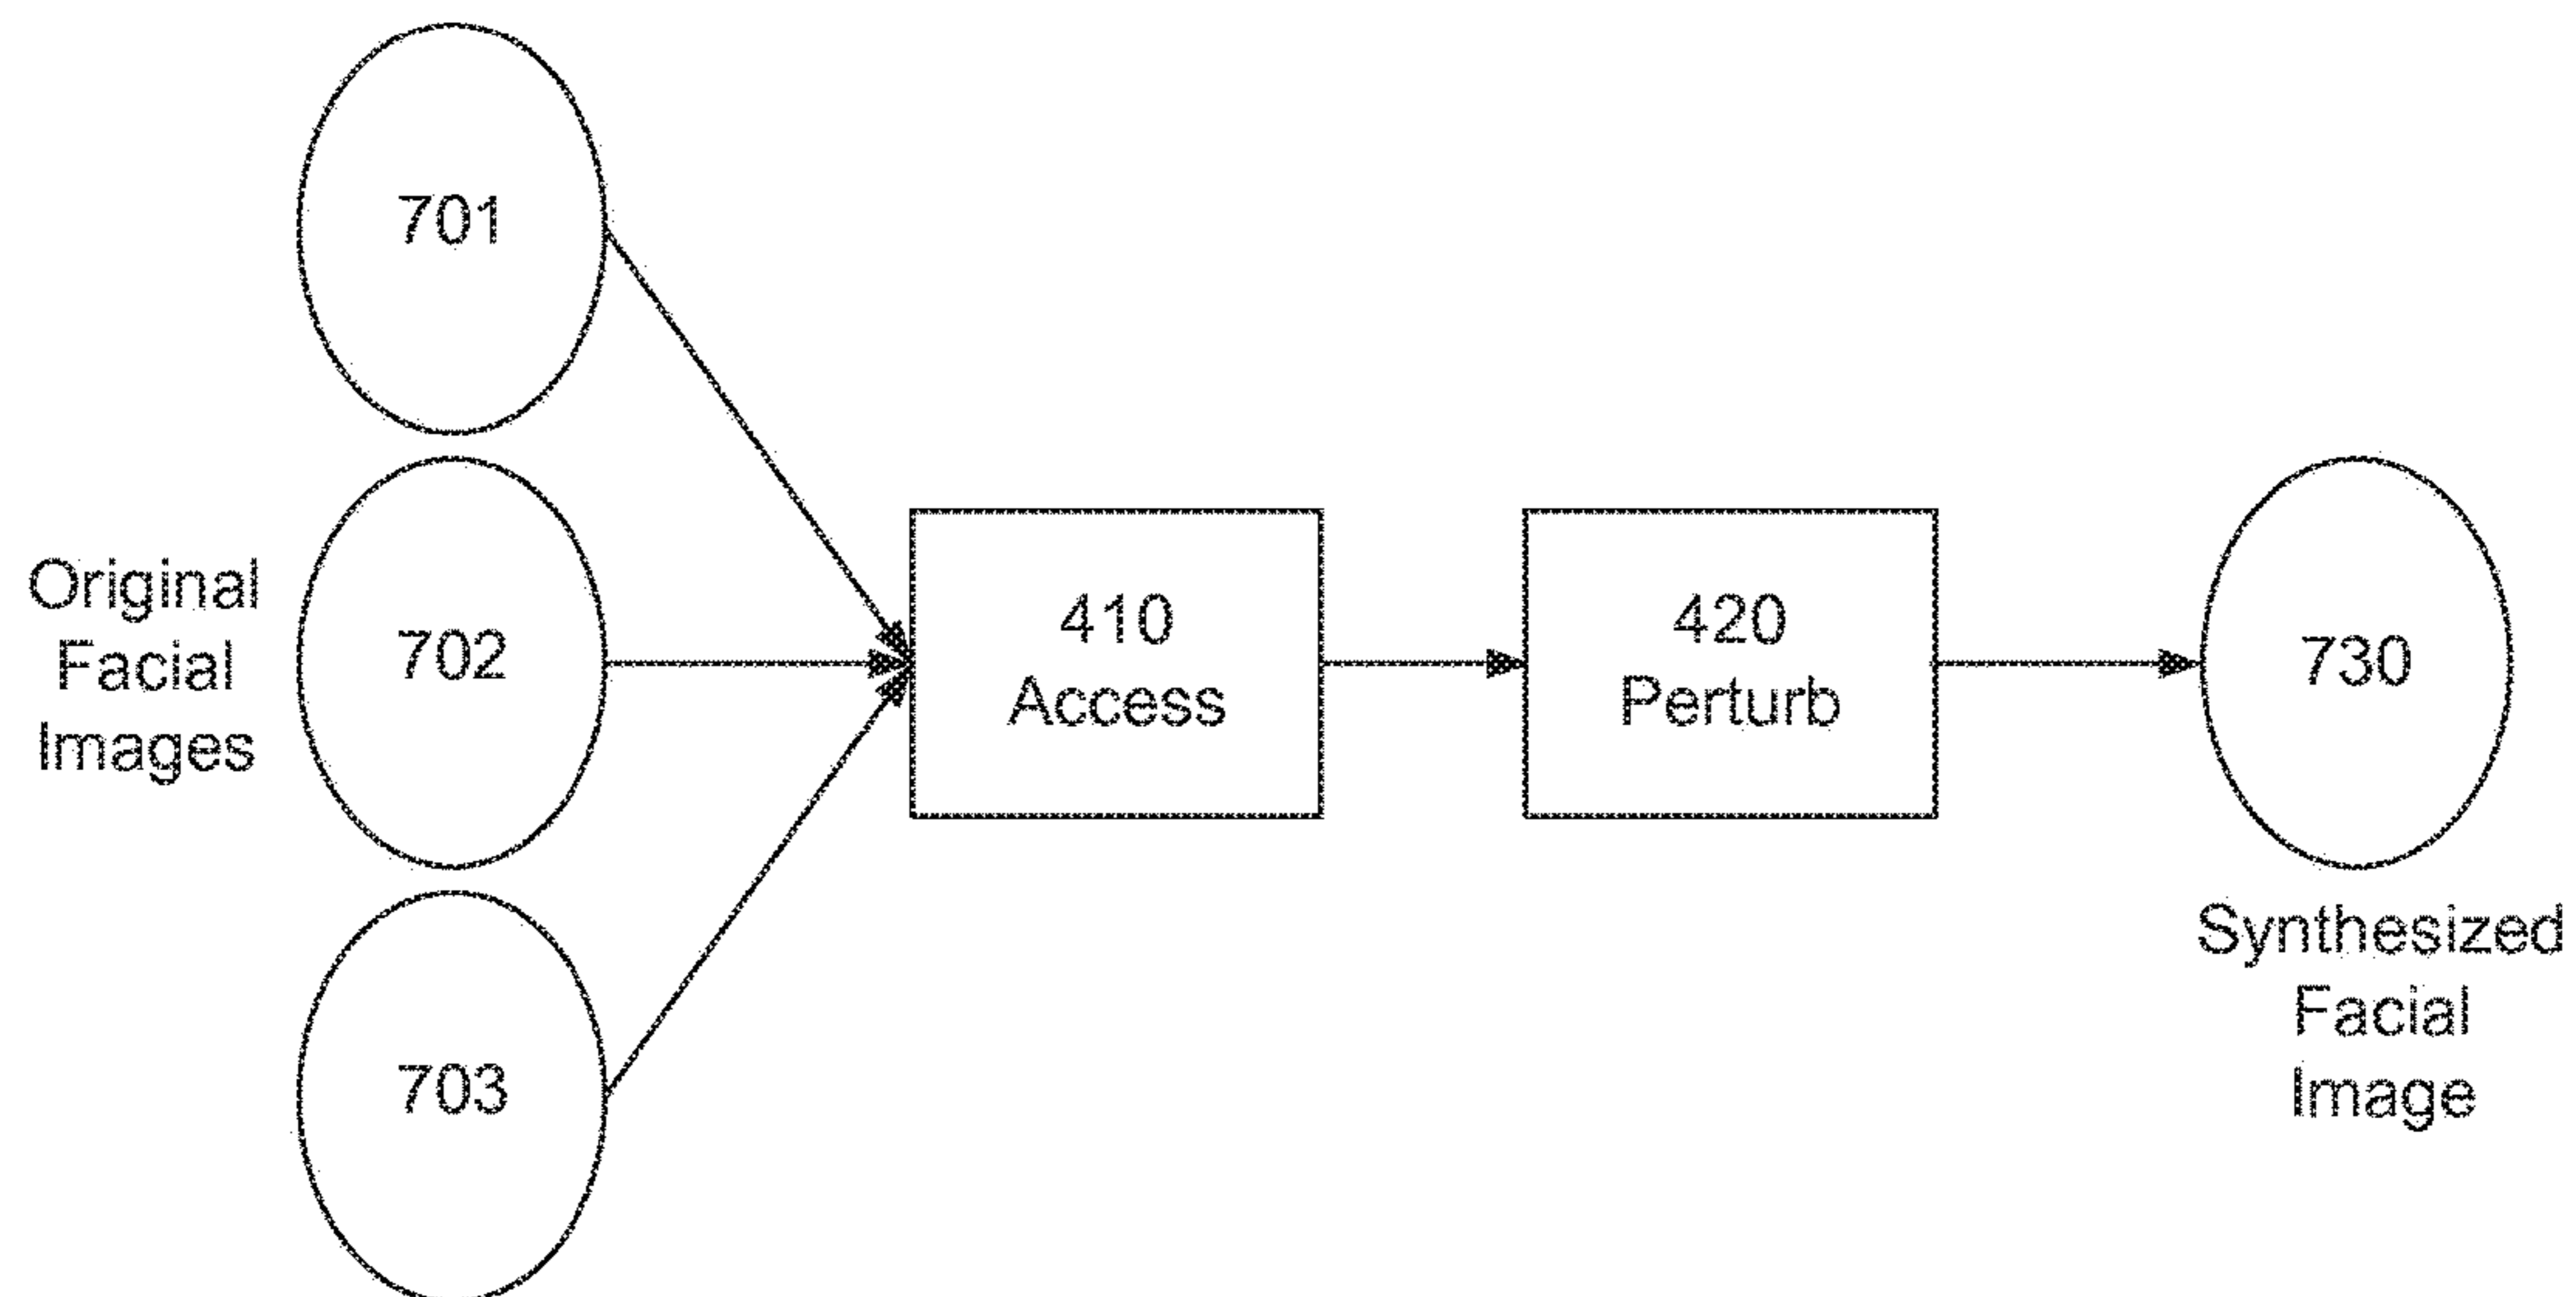 701
Original
Facial
Images
702
703
410
Access
420
Perturb
730
Synthesized
Facial
Image